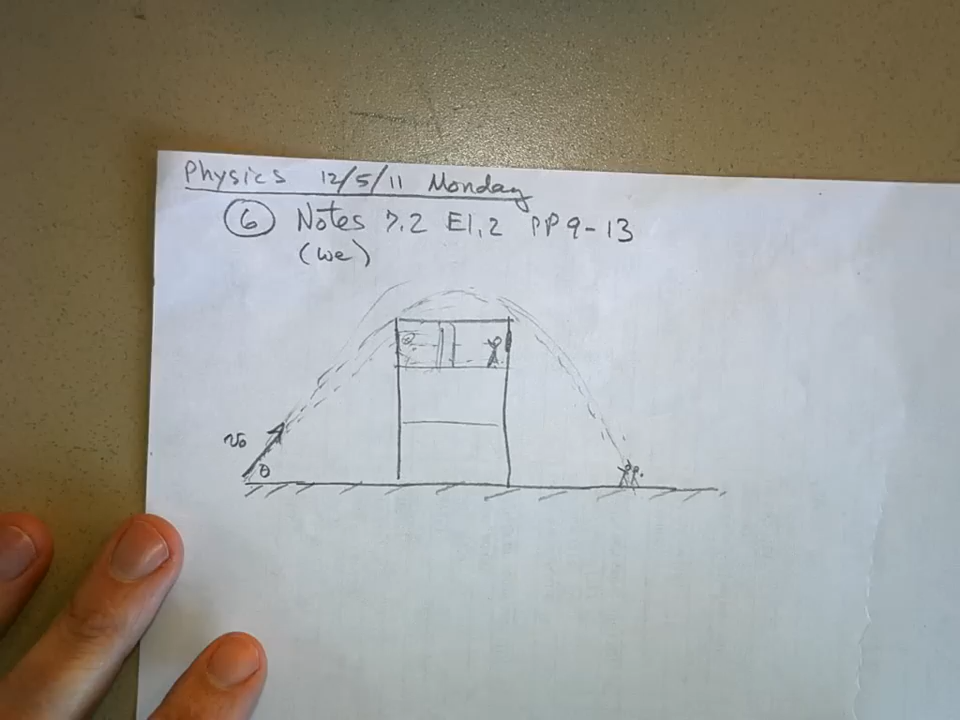 Physics 12/5/11 Monday
6 Notes 7.2 E1,2 PP 9-13
(we)
v₀
θ